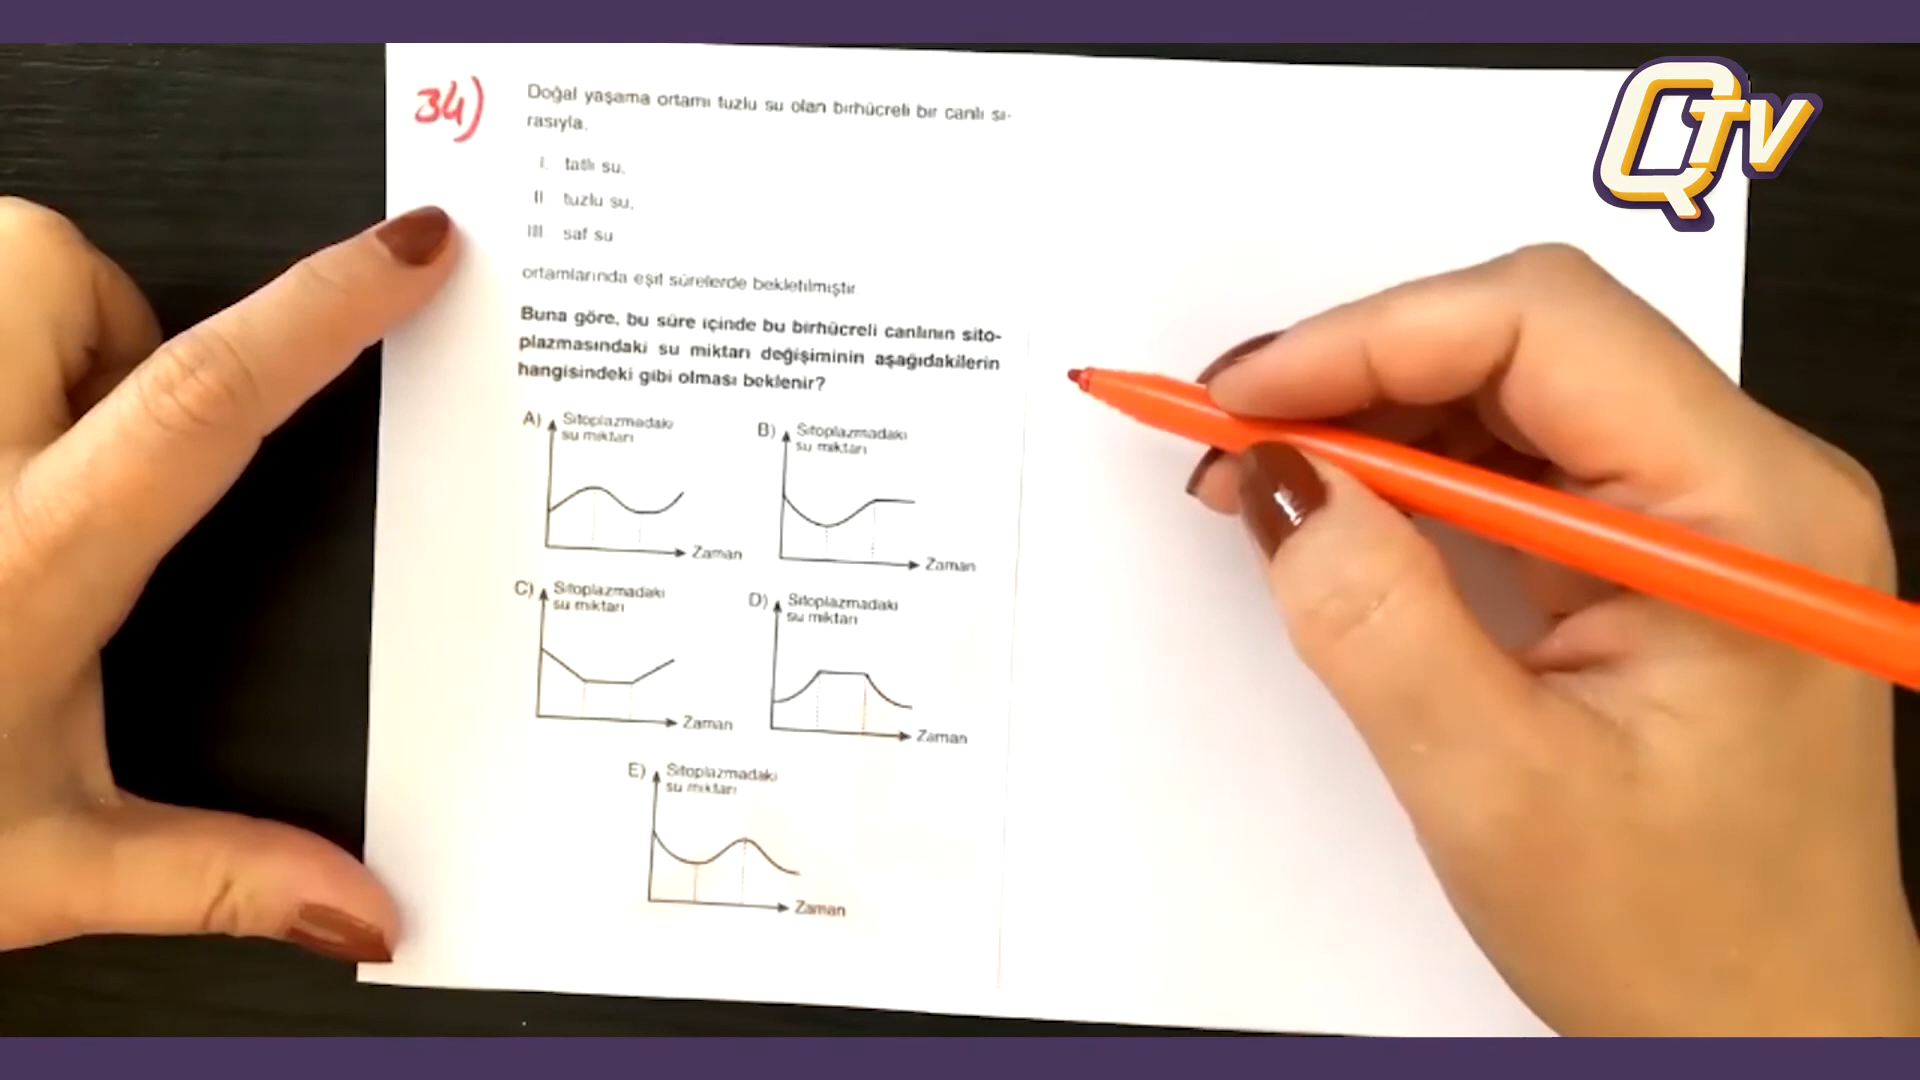 34)
Doğal yaşama ortamı tuzlu su olan birhücreli bir canlı sı-
rasıyla,
I. tatlı su,
II. tuzlu su,
III. saf su
ortamlarında eşit sürelerde bekletilmiştir.
Buna göre, bu süre içinde bu birhücreli canlının sito-
plazmasındaki su miktarı değişiminin aşağıdakilerin
hangisindeki gibi olması beklenir?
A) Sitoplazmadaki
su miktarı
Zaman
B) Sitoplazmadaki
su miktarı
Zaman
C) Sitoplazmadaki
su miktarı
Zaman
D) Sitoplazmadaki
su miktarı
Zaman
E) Sitoplazmadaki
su miktarı
Zaman
QTV